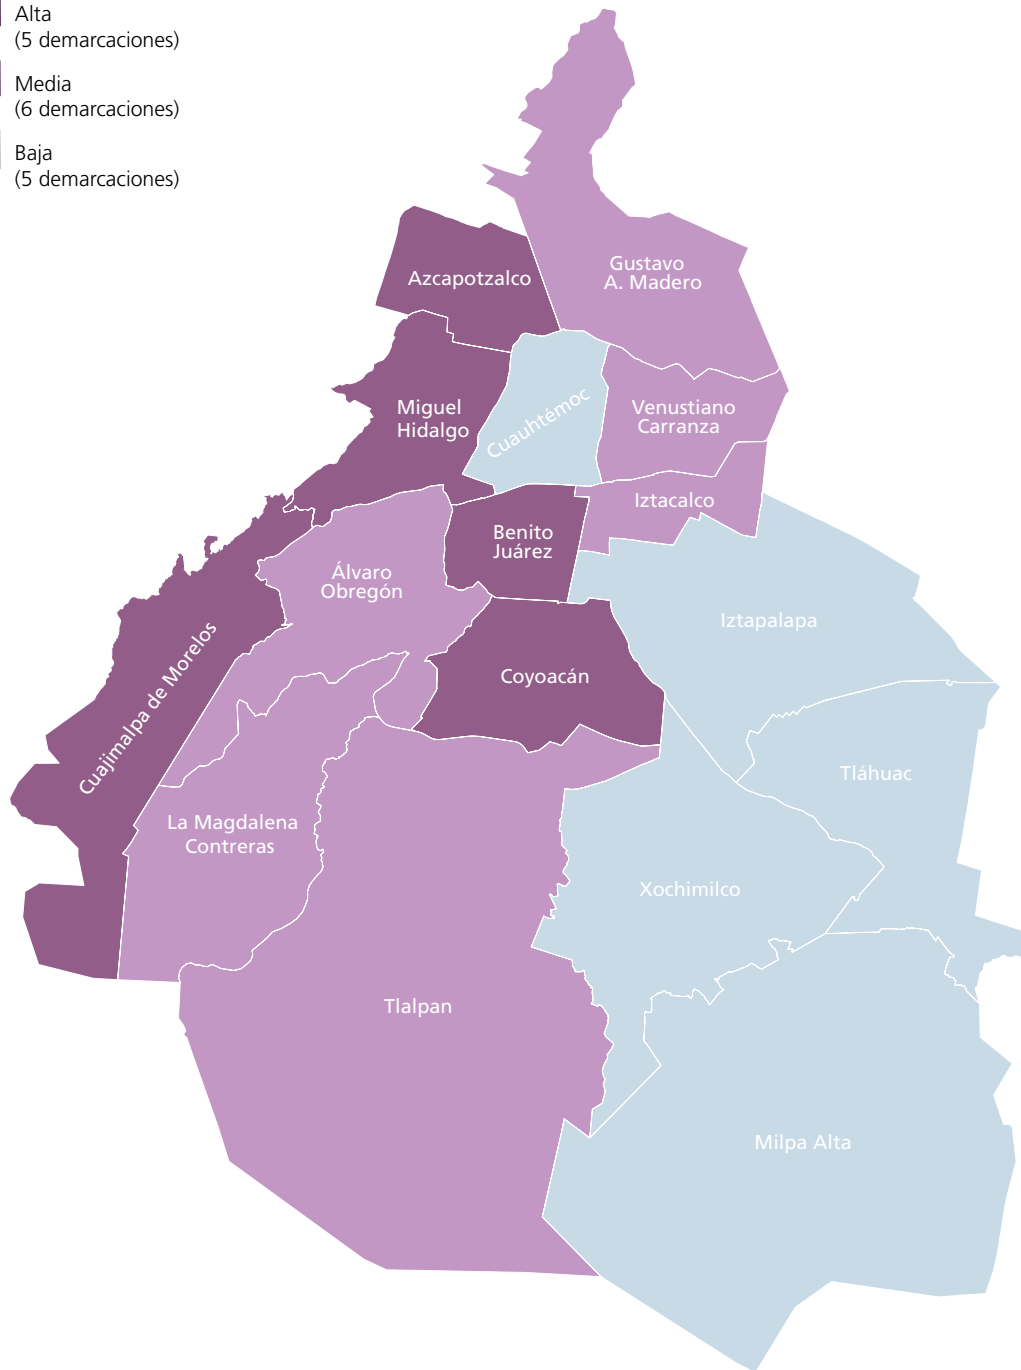 Alta
(5 demarcaciones)
Media
(6 demarcaciones)
Baja
(5 demarcaciones)
Azcapotzalco
Gustavo
A. Madero
Miguel
Hidalgo
Cuauhtémoc
Venustiano
Carranza
Iztacalco
Benito
Juárez
Álvaro
Obregón
Iztapalapa
Cuajimalpa de Morelos
Coyoacán
Tláhuac
La Magdalena
Contreras
Xochimilco
Tlalpan
Milpa Alta